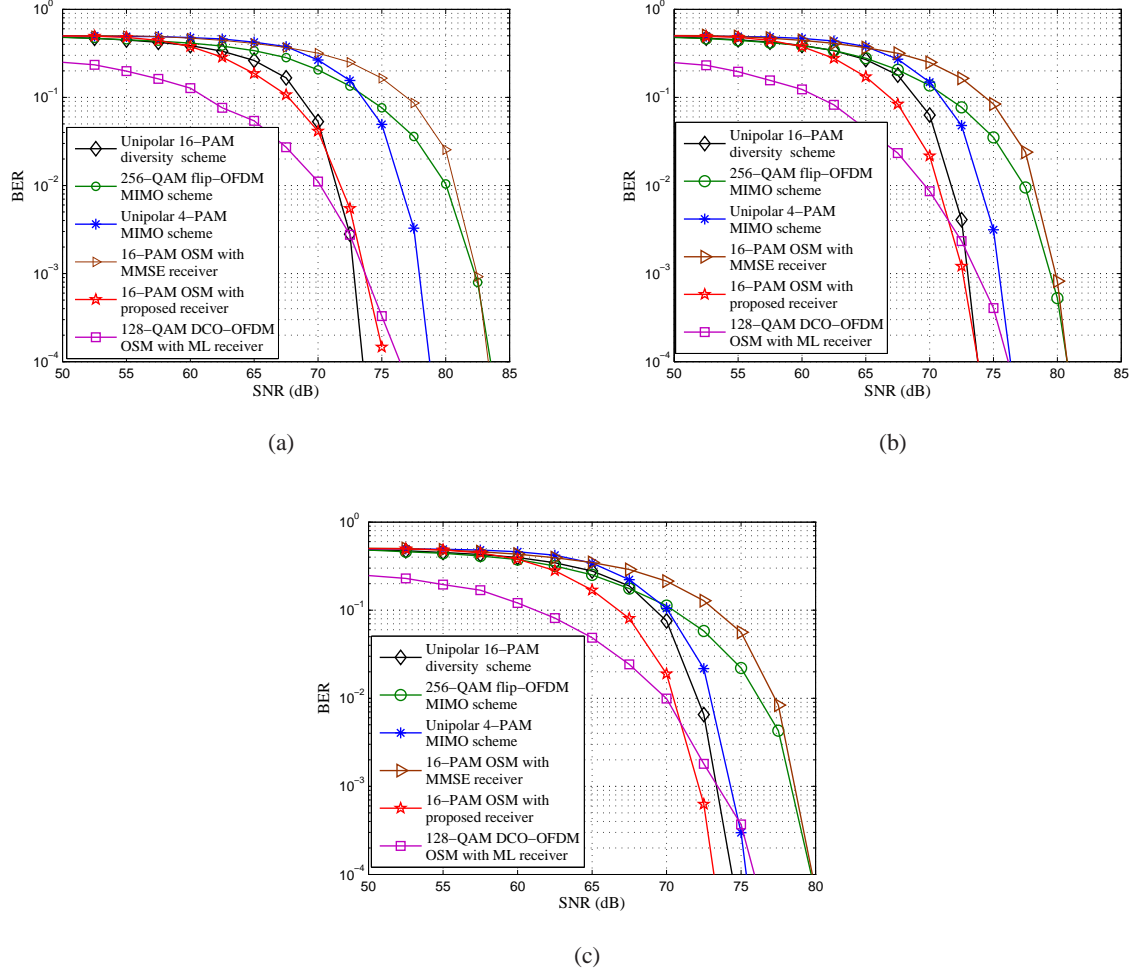 10^0
10^-1
10^-2
10^-3
10^-4
BER
Unipolar 16−PAM
diversity scheme
256−QAM flip−OFDM
MIMO scheme
Unipolar 4−PAM
MIMO scheme
16−PAM OSM with
MMSE receiver
16−PAM OSM with
proposed receiver
128−QAM DCO−OFDM
OSM with ML receiver
50 55 60 65 70 75 80 85
SNR (dB)
(a)
10^0
10^-1
10^-2
10^-3
10^-4
BER
Unipolar 16−PAM
diversity scheme
256−QAM flip−OFDM
MIMO scheme
Unipolar 4−PAM
MIMO scheme
16−PAM OSM with
MMSE receiver
16−PAM OSM with
proposed receiver
128−QAM DCO−OFDM
OSM with ML receiver
50 55 60 65 70 75 80 85
SNR (dB)
(b)
10^0
10^-1
10^-2
10^-3
10^-4
BER
Unipolar 16−PAM
diversity scheme
256−QAM flip−OFDM
MIMO scheme
Unipolar 4−PAM
MIMO scheme
16−PAM OSM with
MMSE receiver
16−PAM OSM with
proposed receiver
128−QAM DCO−OFDM
OSM with ML receiver
50 55 60 65 70 75 80
SNR (dB)
(c)